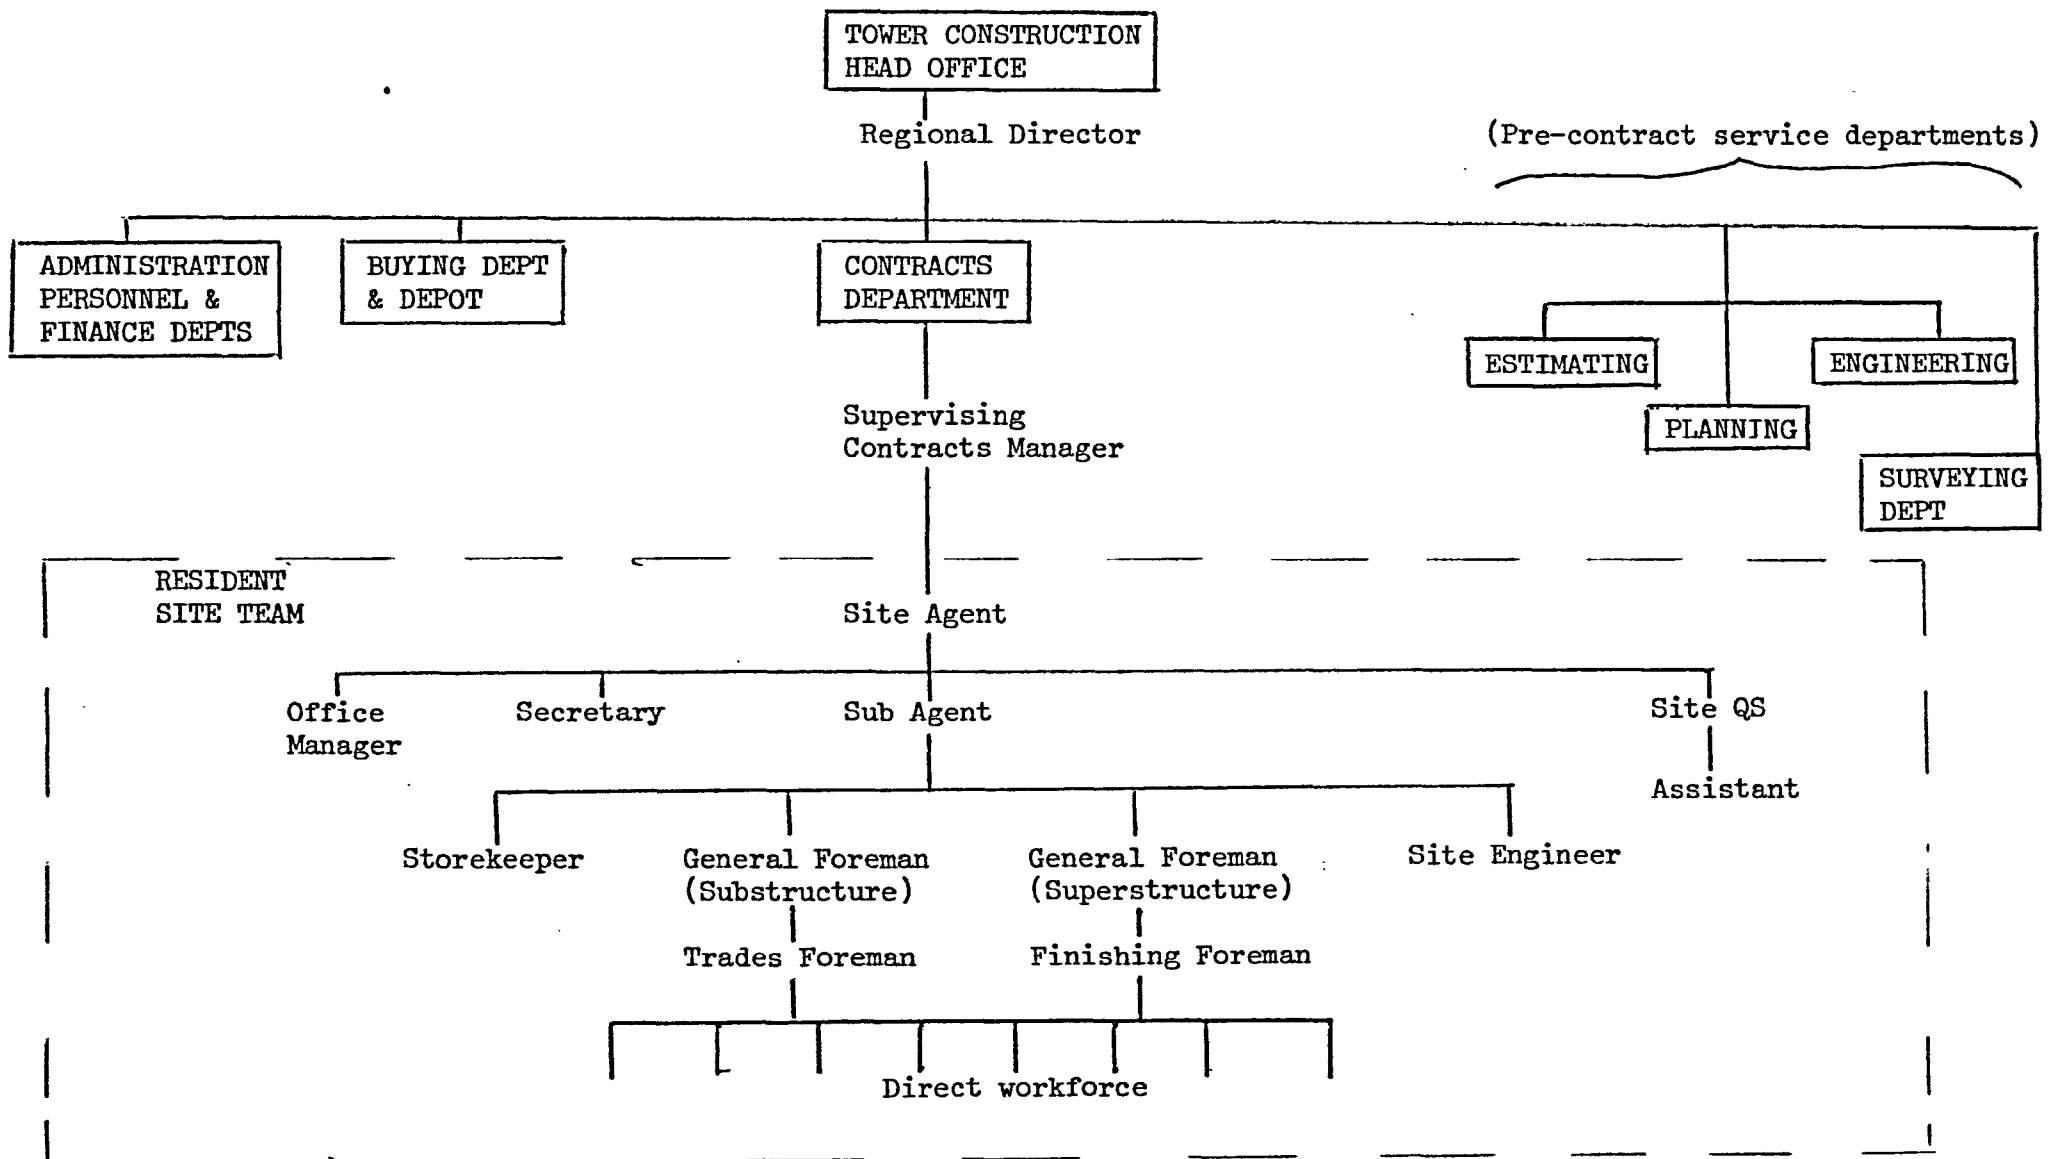 TOWER CONSTRUCTION
HEAD OFFICE
Regional Director
(Pre-contract service departments)
ADMINISTRATION
PERSONNEL &
FINANCE DEPTS
BUYING DEPT
& DEPOT
CONTRACTS
DEPARTMENT
ESTIMATING
ENGINEERING
PLANNING
Supervising
Contracts Manager
SURVEYING
DEPT
RESIDENT
SITE TEAM
Site Agent
Office
Manager
Secretary
Sub Agent
Site QS
Assistant
Storekeeper
General Foreman
(Substructure)
General Foreman
(Superstructure)
Site Engineer
Trades Foreman
Finishing Foreman
Direct workforce